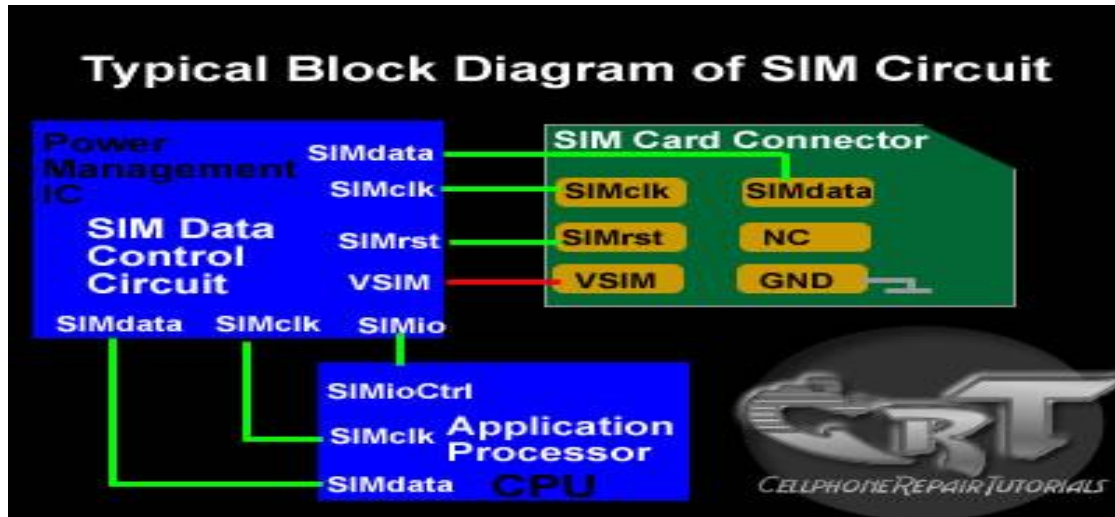 Typical Block Diagram of SIM Circuit
Power
Management
IC
SIM Data
Control
Circuit
SIMdata
SIMclk
SIMrst
VSIM
SIMdata SIMclk SIMio
SIM Card Connector
SIMclk SIMdata
SIMrst NC
VSIM GND
SIMioCtrl
SIMclk
SIMdata
Application
Processor
CPU
CRT
CELLPHONEREPAIRTUTORIALS